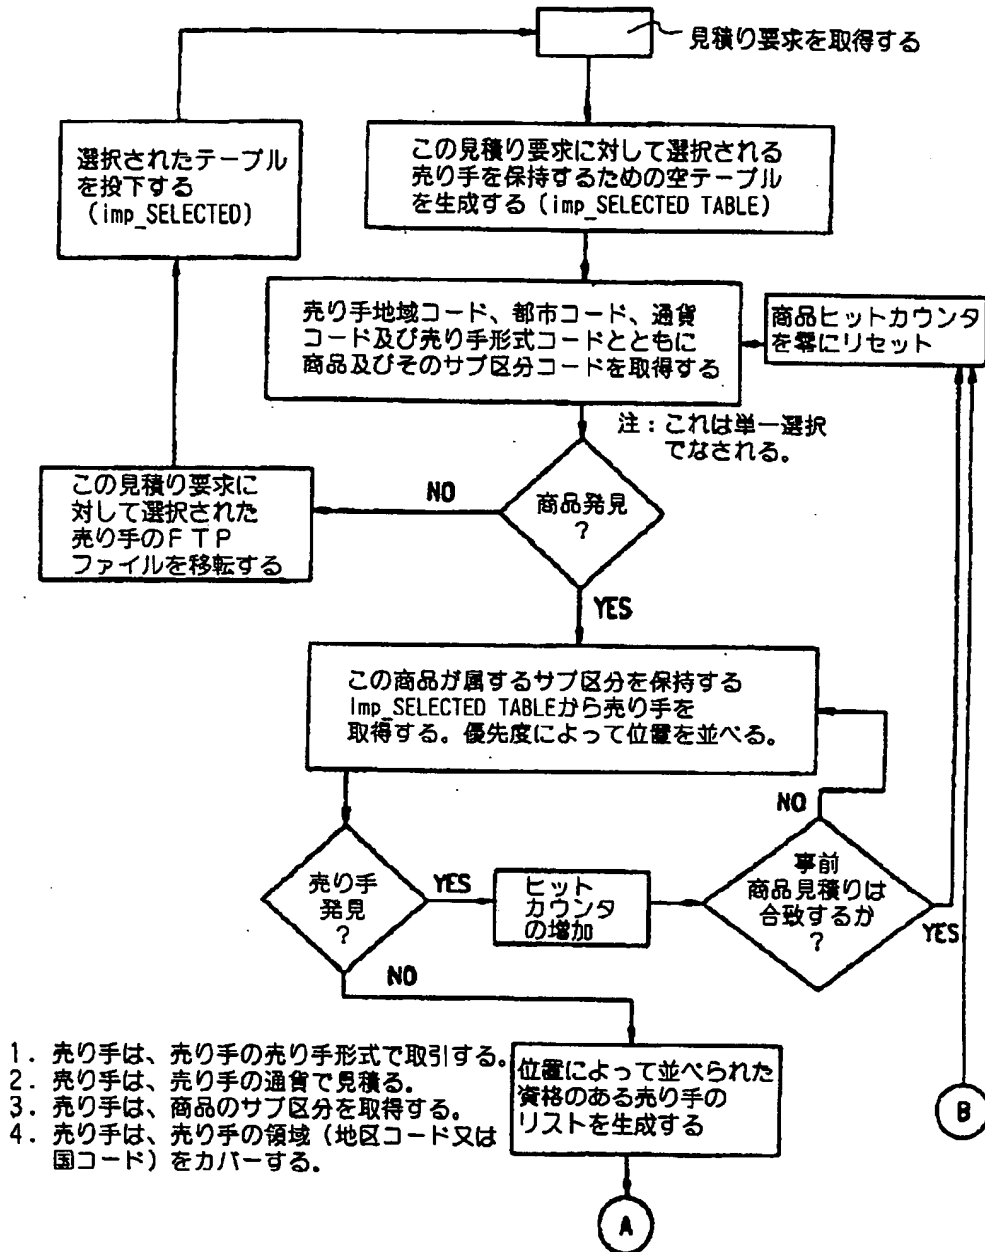 見積り要求を取得する
選択されたテーブル
を投下する
(imp_SELECTED)
この見積り要求に対して選択される
売り手を保持するための空テーブル
を生成する(imp_SELECTED TABLE)
売り手地域コード、都市コード、通貨
コード及び売り手形式コードとともに
商品及びそのサブ区分コードを取得する
商品ヒットカウンタ
を零にリセット
注:これは単一選択
でなされる。
この見積り要求に
対して選択された
売り手のFTP
ファイルを移転する
NO
商品発見
?
YES
この商品が属するサブ区分を保持する
Imp_SELECTED TABLEから売り手を
取得する。優先度によって位置を並べる。
NO
売り手
発見
?
YES
ヒット
カウンタ
の増加
事前
商品見積りは
合致するか
?
YES
NO
1. 売り手は、売り手の売り手形式で取引する。
2. 売り手は、売り手の通貨で見積る。
3. 売り手は、商品のサブ区分を取得する。
4. 売り手は、売り手の領域(地区コード又は
国コード)をカバーする。
位置によって並べられた
資格のある売り手の
リストを生成する
B
A